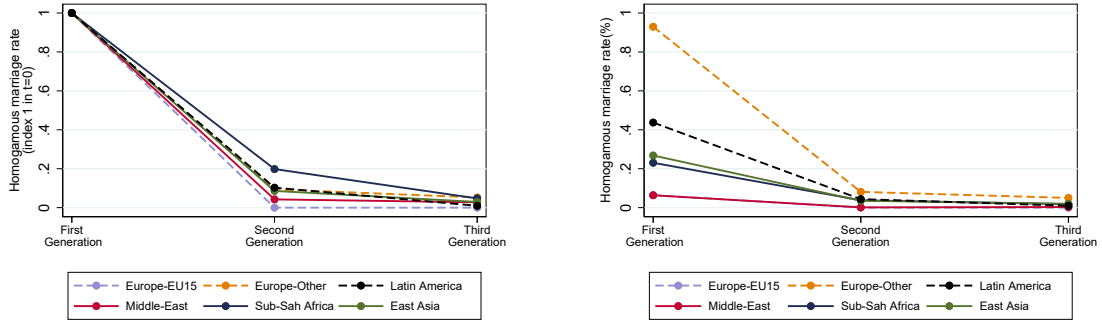 Homogamous marriage rate
(index 1 in t=0)
1
.8
.6
.4
.2
0
First
Generation
Second
Generation
Third
Generation
Europe-EU15
Europe-Other
Latin America
Middle-East
Sub-Sah Africa
East Asia
Homogamous marriage rate(%)
1
.8
.6
.4
.2
0
First
Generation
Second
Generation
Third
Generation
Europe-EU15
Europe-Other
Latin America
Middle-East
Sub-Sah Africa
East Asia